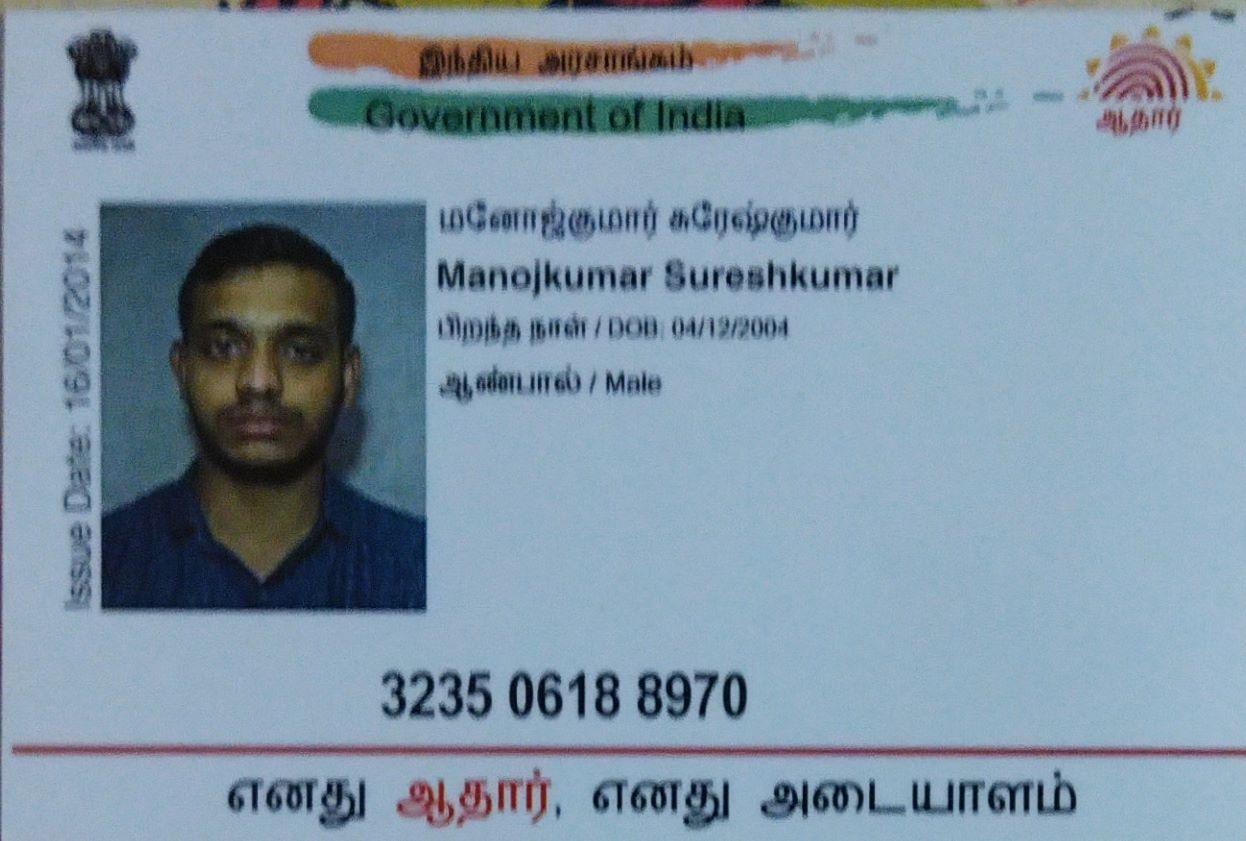 இந்திய அரசாங்கம்
Government of India
ஆதார்
Issue Date: 16/01/2014
மனோஜ்குமார் சுரேஷ்குமார்
Manojkumar Sureshkumar
பிறந்த நாள் / DOB: 04/12/2004
ஆண்பால் / Male
3235 0618 8970
எனது ஆதார், எனது அடையாளம்